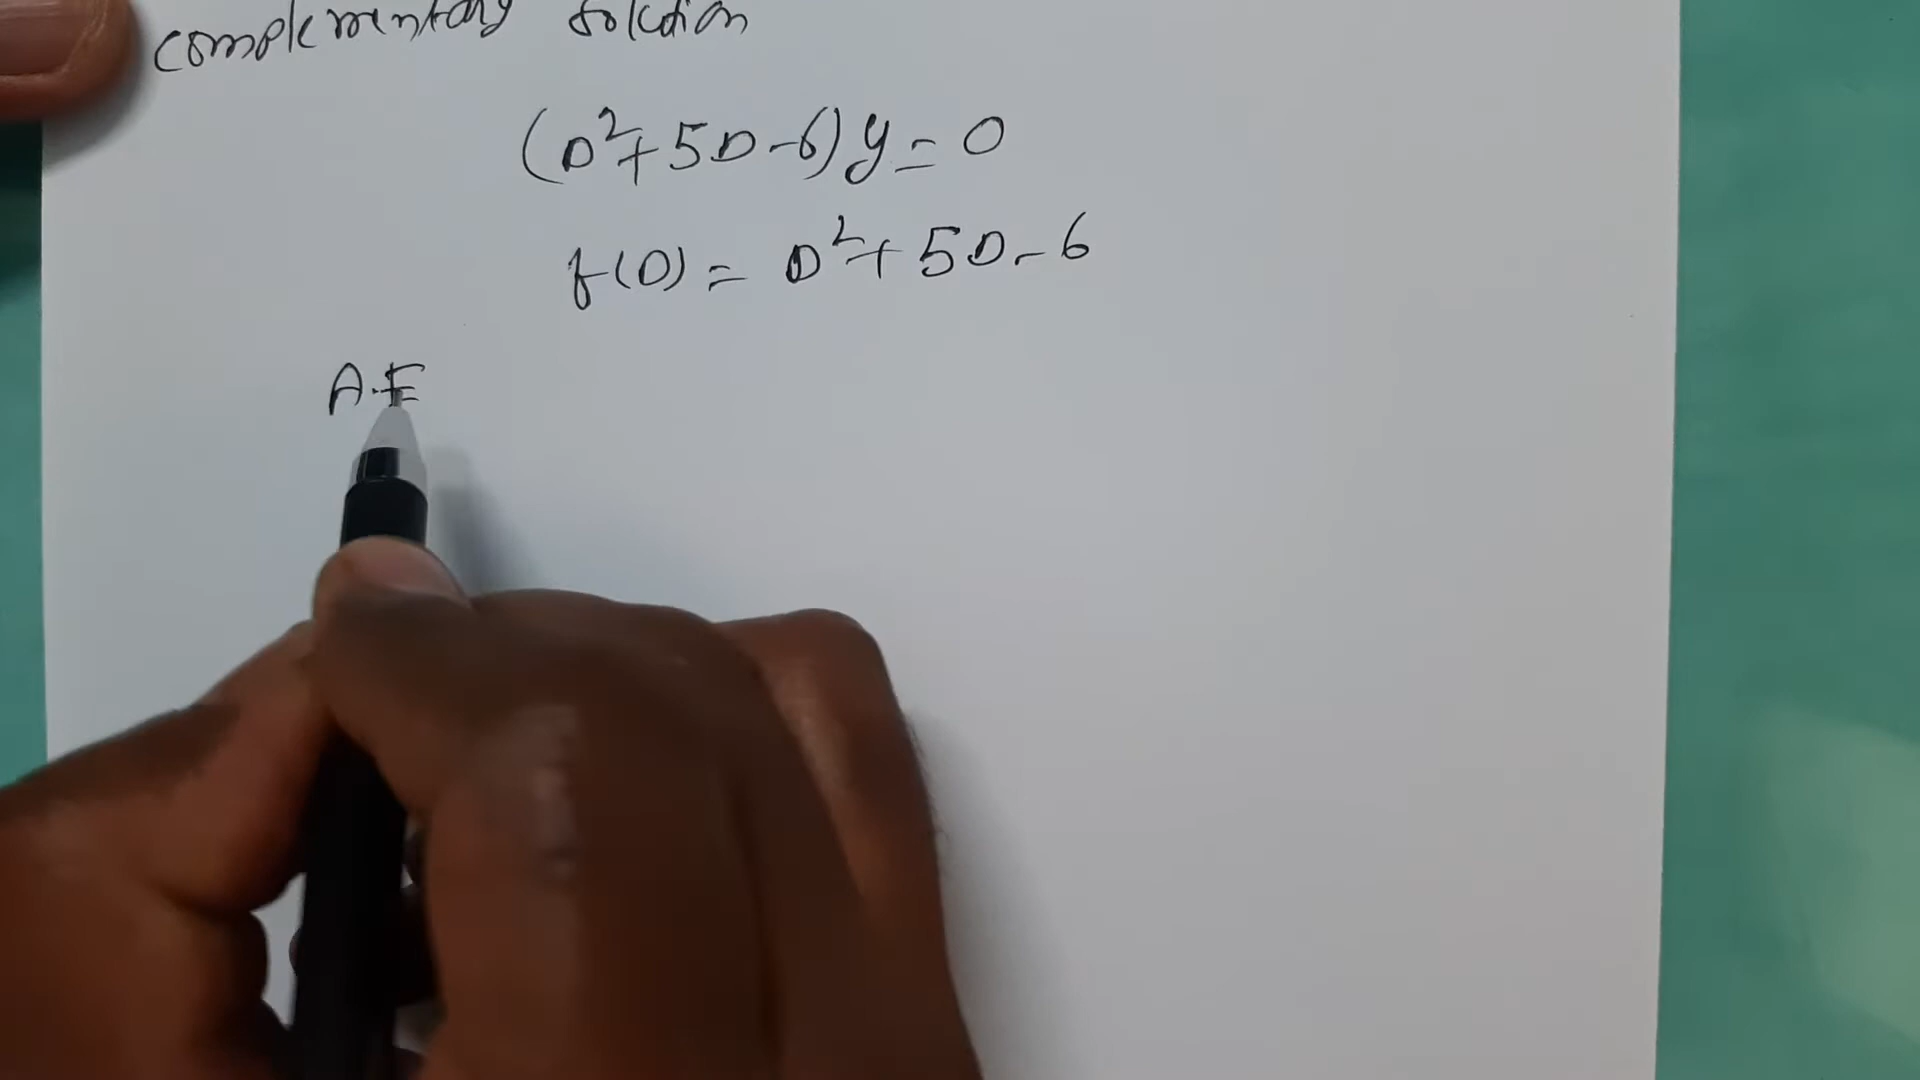 complementary solution
(D²+5D-6)y=0
f(D) = D²+5D-6
A.E